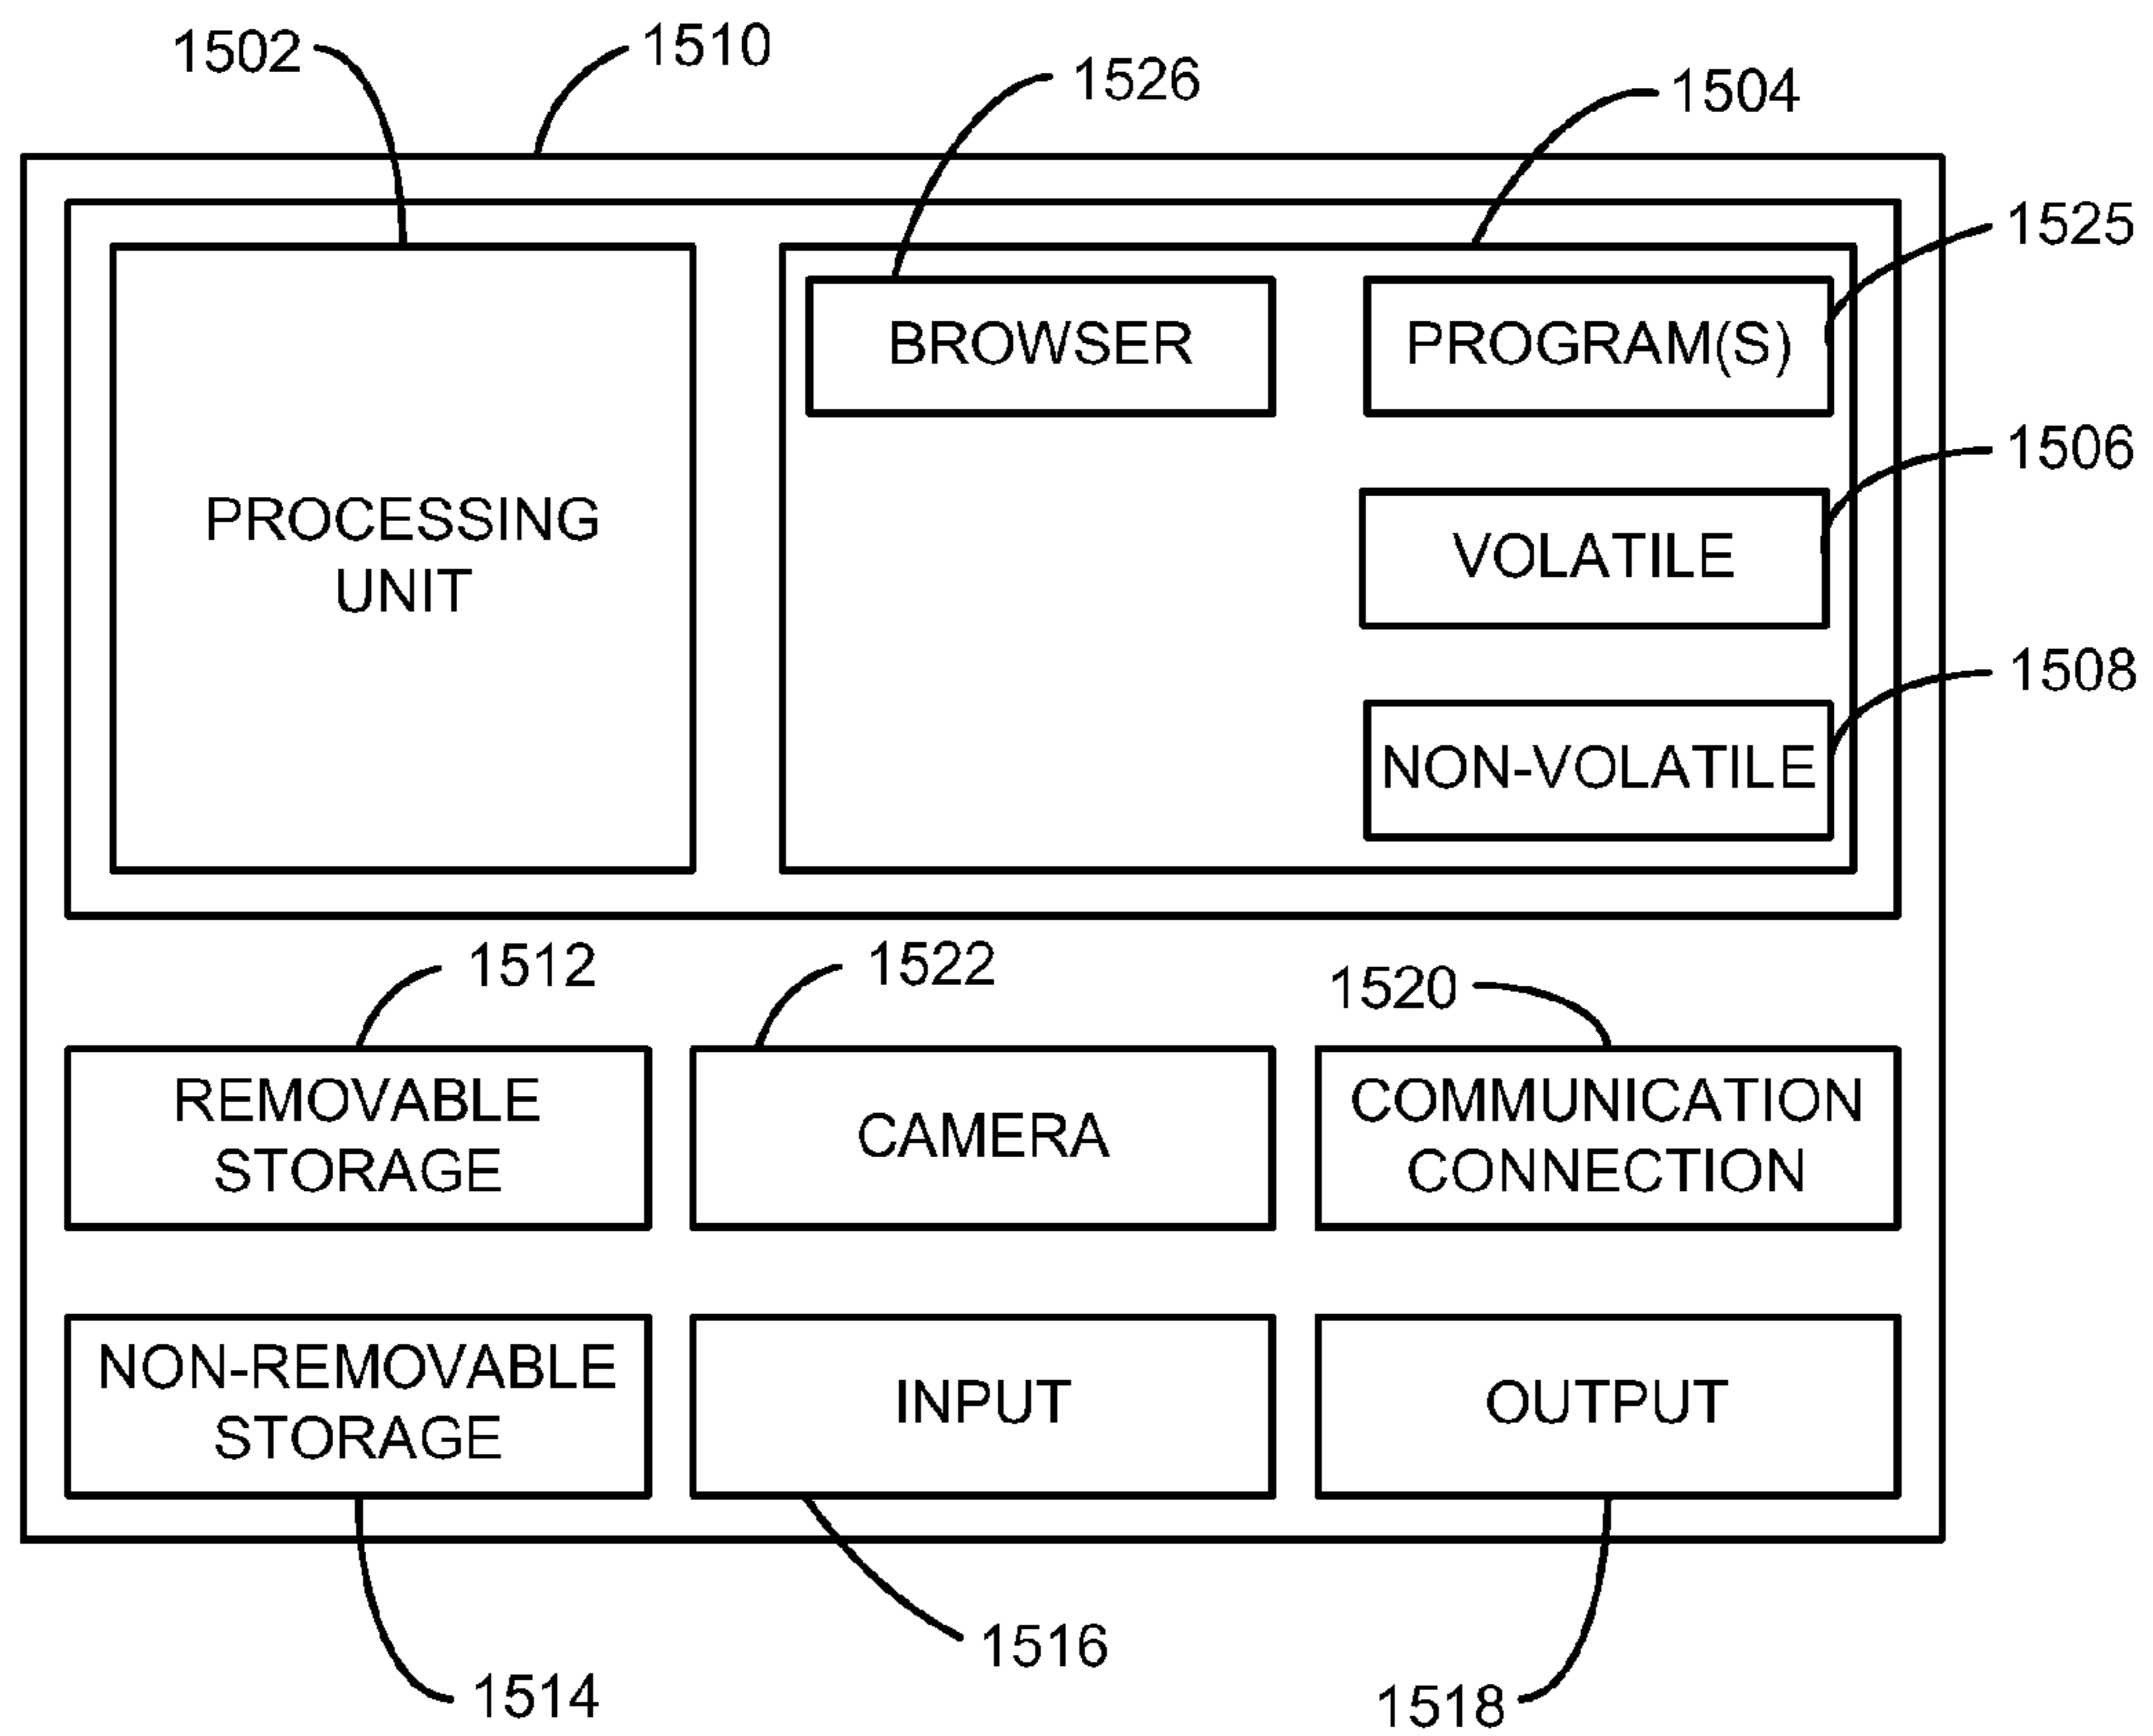 1502
1510
1526
1504
1525
BROWSER
PROGRAM(S)
1506
PROCESSING
UNIT
VOLATILE
1508
NON-VOLATILE
1512
1522
1520
REMOVABLE
STORAGE
CAMERA
COMMUNICATION
CONNECTION
NON-REMOVABLE
STORAGE
INPUT
OUTPUT
1516
1514
1518